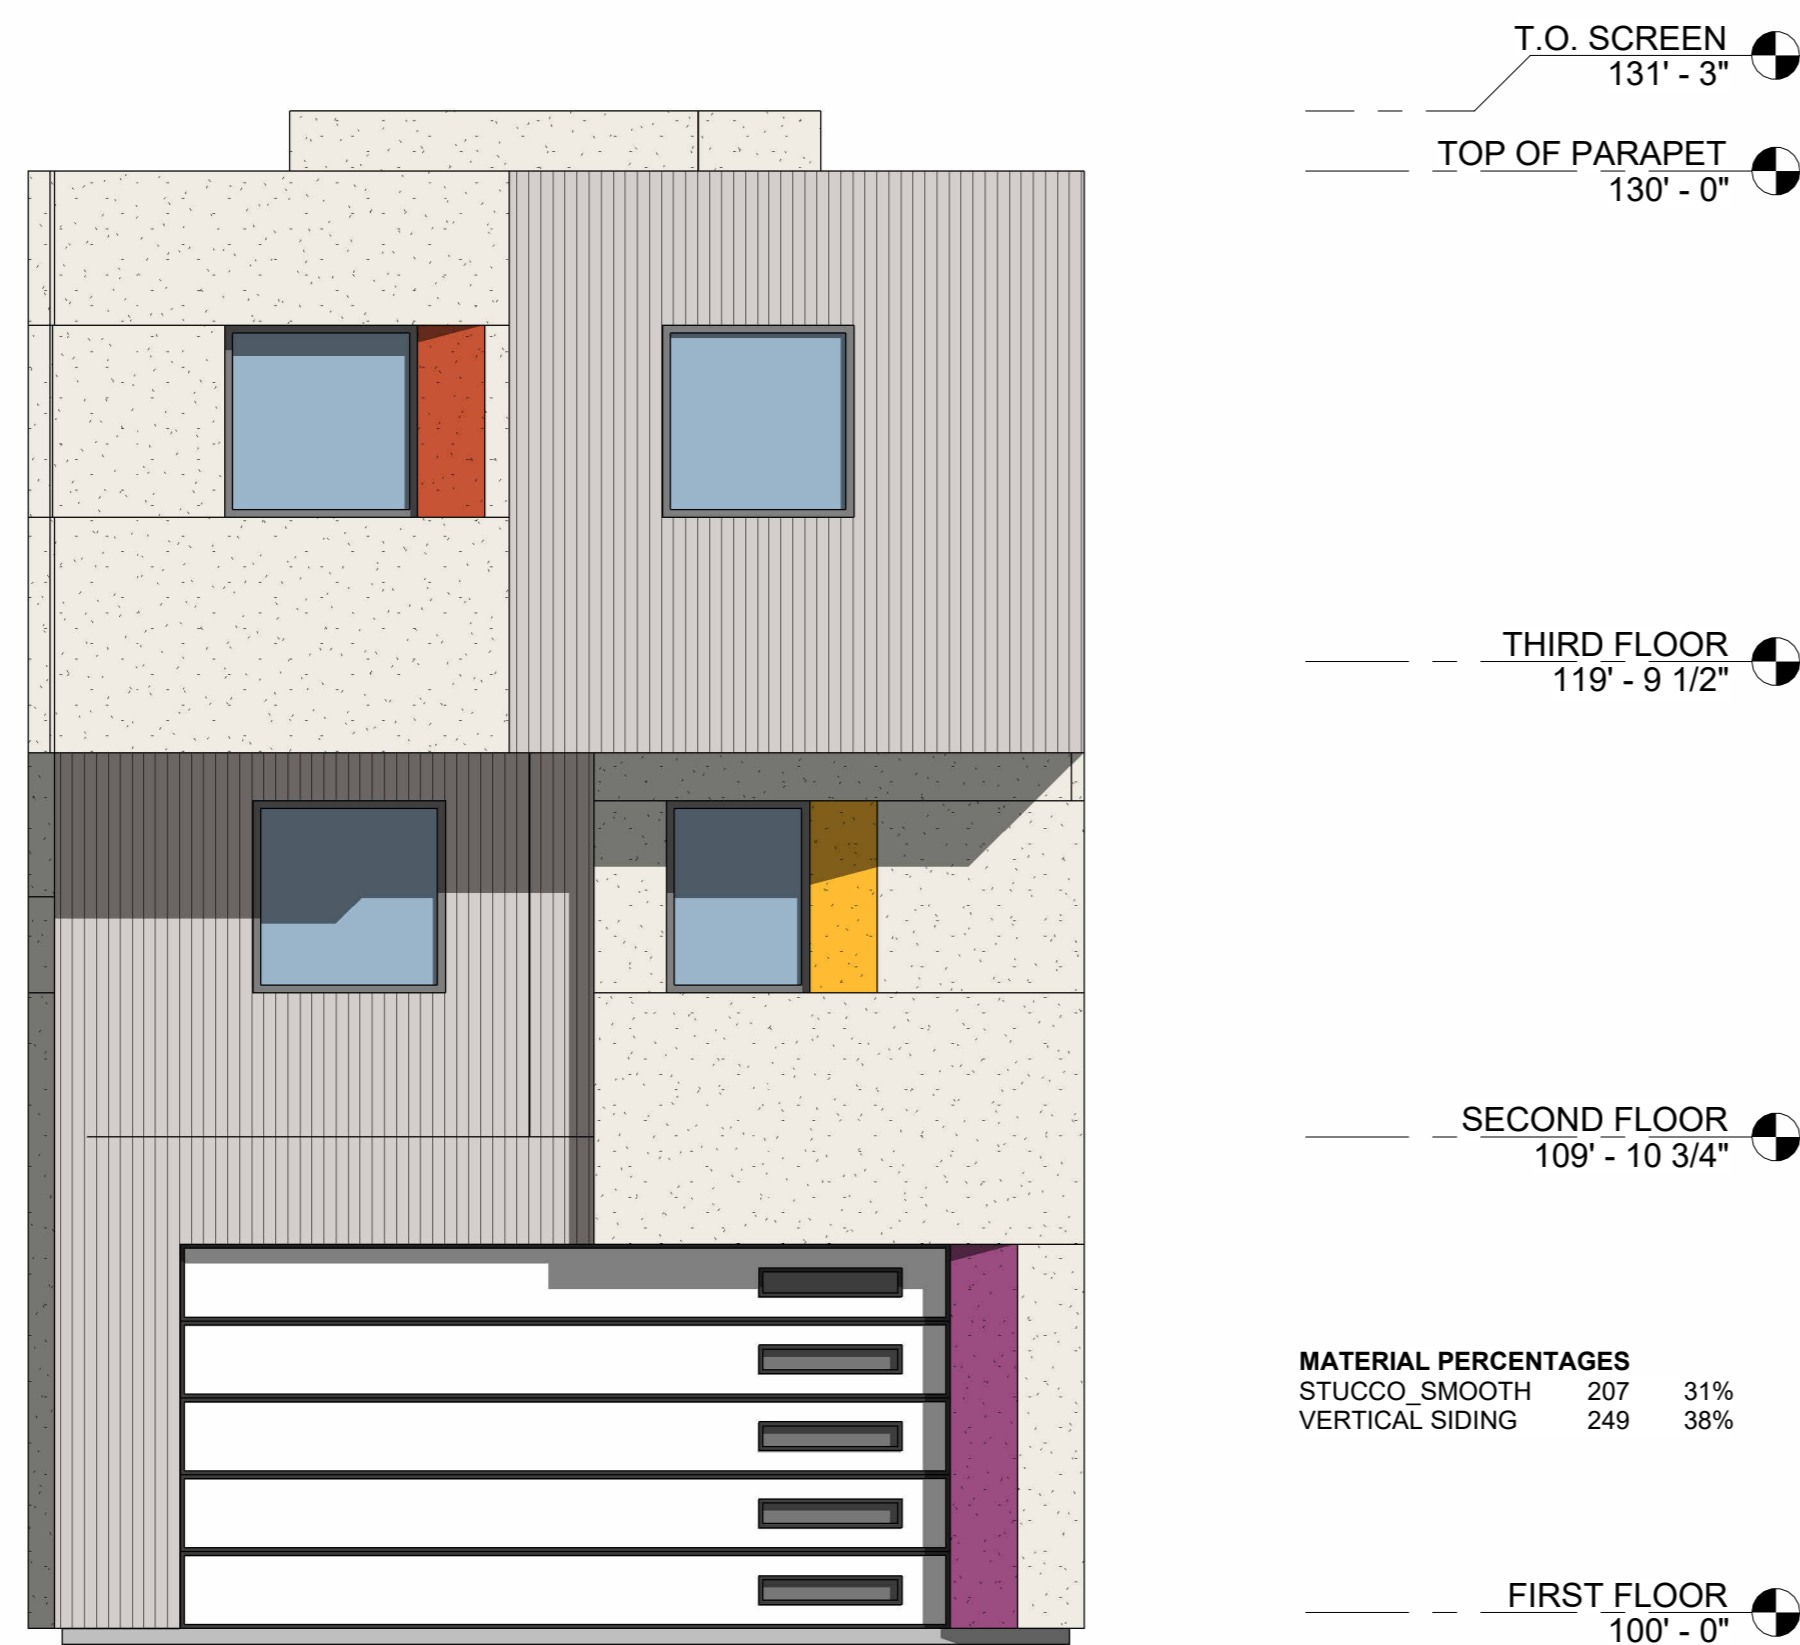 T.O. SCREEN
131' - 3"
TOP OF PARAPET
130' - 0"
THIRD FLOOR
119' - 9 1/2"
SECOND FLOOR
109' - 10 3/4"
MATERIAL PERCENTAGES
STUCCO_SMOOTH 207 31%
VERTICAL SIDING 249 38%
FIRST FLOOR
100' - 0"